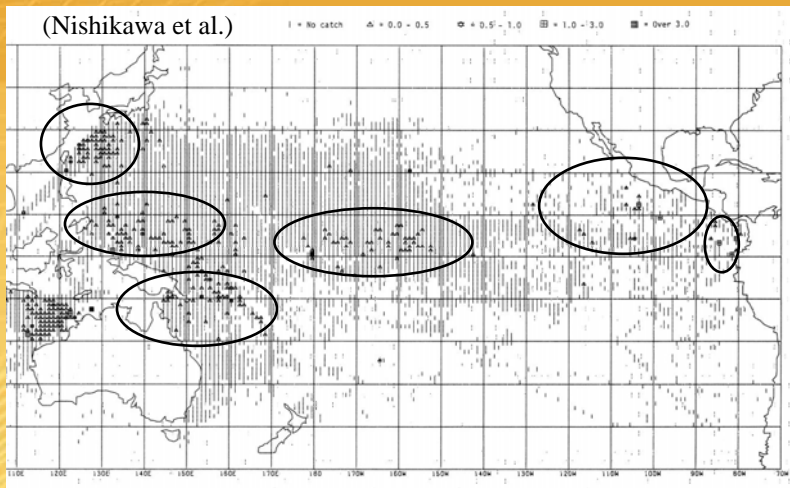 (Nishikawa et al.)
I = No catch = 0.0 - 0.5 = 0.5 - 1.0 = 1.0 - 3.0 = Over 3.0
110E 120E 130E 140E 150E 160E 170E 180 170W 160W 150W 140W 130W 120W 110W 100W 90W 80W 70W